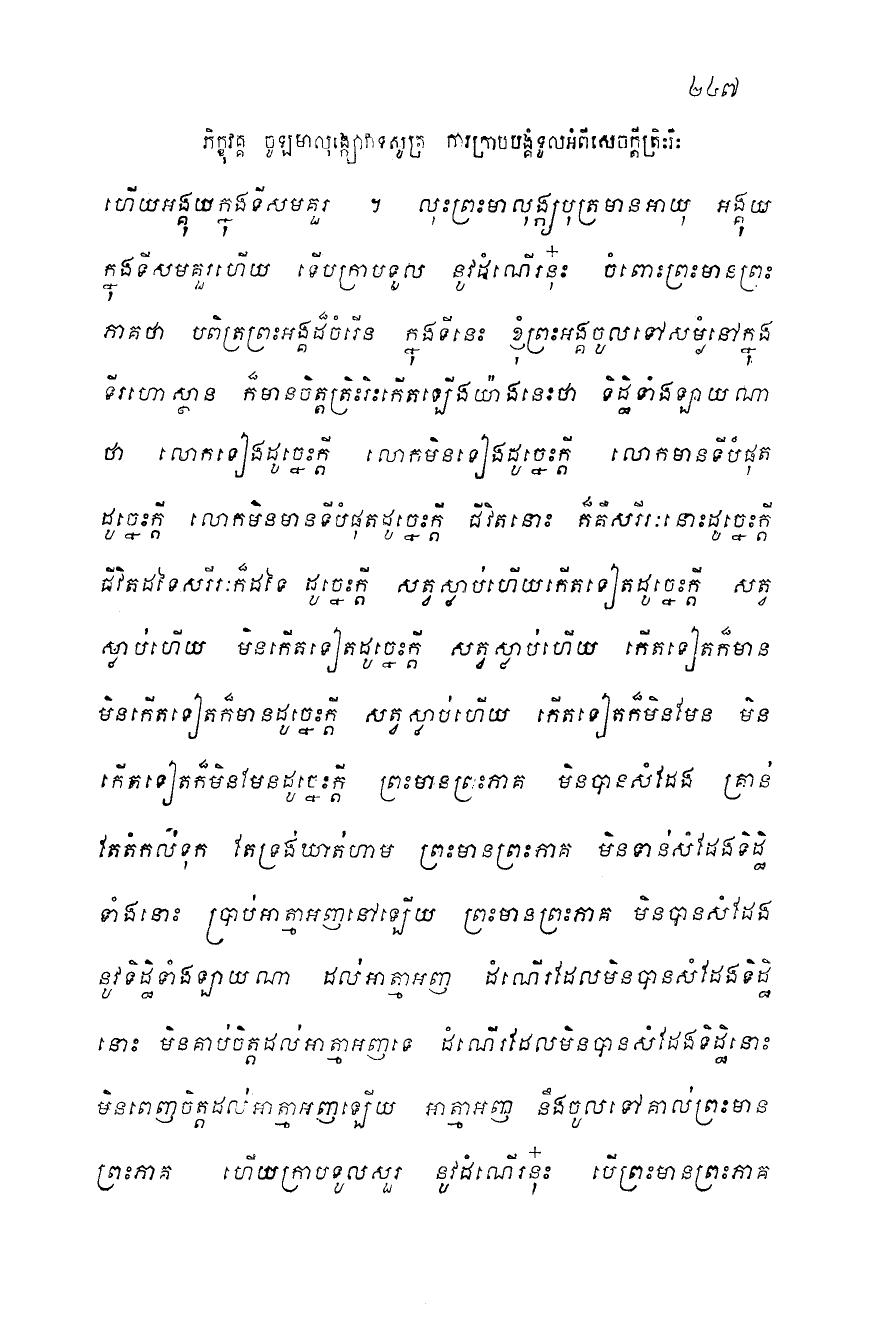 ២៤៧
ភិក្ខុវគ្គ ចូឡមាលុង្ក្យោវាទសូត្រ ការក្រាបបង្គំទូលអំពីសេចក្តីត្រិះរិះ
ហើយអង្គុយក្នុងទីសមគួរ ។ លុះព្រះមាលុង្ក្យបុត្រមានអាយុ អង្គុយ
ក្នុងទីសមគួរហើយ ទើបក្រាបទូល នូវដំណើរនុ៎ះ ចំពោះព្រះមានព្រះ
ភាគថា បពិត្រព្រះអង្គដ៏ចំរើន ក្នុងទីនេះ ខ្ញុំព្រះអង្គចូលទៅសម្ងំនៅក្នុង
ទីរហោស្ថាន ក៏មានចិត្តត្រិះរិះកើតឡើងយ៉ាងនេះថា ទិដ្ឋិទាំងឡាយណា
ថា លោកទៀងដូច្នេះក្តី លោកមិនទៀងដូច្នេះក្តី លោកមានទីបំផុត
ដូច្នេះក្តី លោកមិនមានទីបំផុតដូច្នេះក្តី ជីវិតនោះ ក៏គឺសរីរៈនោះដូច្នេះក្តី
ជីវិតដទៃសរីរៈក៏ដទៃ ដូច្នេះក្តី សត្វស្លាប់ហើយកើតទៀតដូច្នេះក្តី សត្វ
ស្លាប់ហើយ មិនកើតទៀតដូច្នេះក្តី សត្វស្លាប់ហើយ កើតទៀតក៏មាន
មិនកើតទៀតក៏មានដូច្នេះក្តី សត្វស្លាប់ហើយ កើតទៀតក៏មិនមែន មិន
កើតទៀតក៏មិនមែនដូច្នេះក្តី ព្រះមានព្រះភាគ មិនបានសំដែង គ្រាន់
តែតំកល់ទុក តែទ្រង់ឃាត់ហាម ព្រះមានព្រះភាគ មិនទាន់សំដែងទិដ្ឋិ
ទាំងនោះ ប្រាប់អាត្មាអញនៅឡើយ ព្រះមានព្រះភាគ មិនបានសំដែង
នូវទិដ្ឋិទាំងឡាយណា ដល់អាត្មាអញ ដំណើរដែលមិនបានសំដែងទិដ្ឋិ
នោះ មិនគាប់ចិត្តដល់អាត្មាអញទេ ដំណើរដែលមិនបានសំដែងទិដ្ឋិនោះ
មិនពេញចិត្តដល់អាត្មាអញឡើយ អាត្មាអញ នឹងចូលទៅគាល់ព្រះមាន
ព្រះភាគ ហើយក្រាបទូលសួរ នូវដំណើរនុ៎ះ បើព្រះមានព្រះភាគ